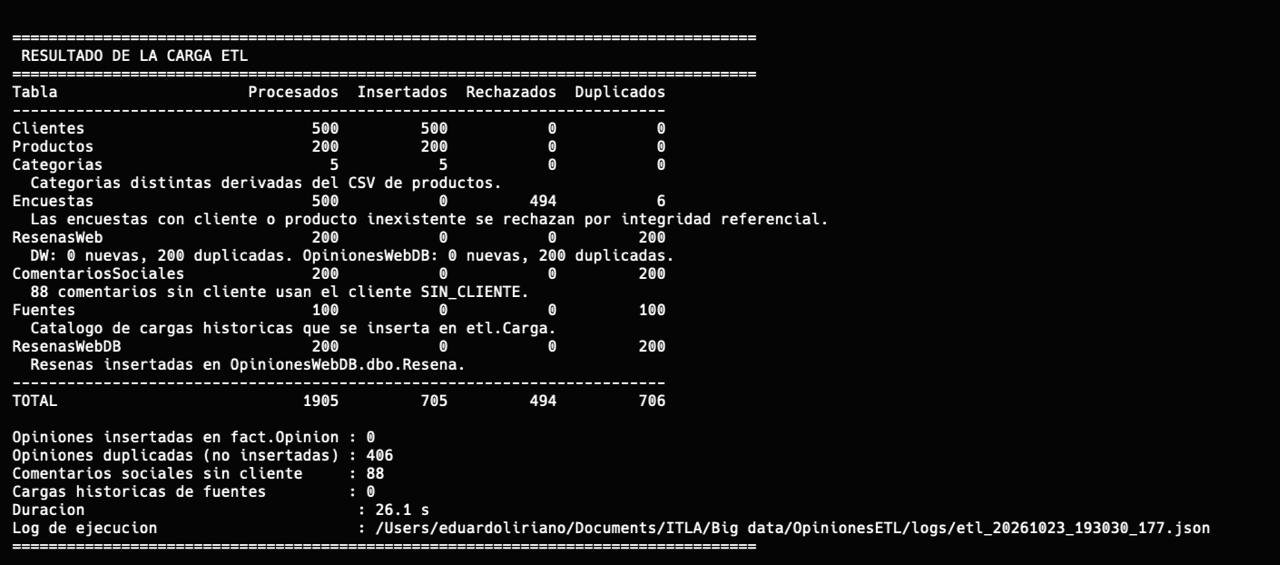 ================================================================================
RESULTADO DE LA CARGA ETL
================================================================================
Tabla                     Procesados  Insertados  Rechazados  Duplicados
------------------------------------------------------------------------
Clientes                         500         500           0           0
Productos                        200         200           0           0
Categorias                         5           5           0           0
  Categorias distintas derivadas del CSV de productos.
Encuestas                        500           0         494           6
  Las encuestas con cliente o producto inexistente se rechazan por integridad referencial.
ResenasWeb                       200           0           0         200
  DW: 0 nuevas, 200 duplicadas. OpinionesWebDB: 0 nuevas, 200 duplicadas.
ComentariosSociales              200           0           0         200
  88 comentarios sin cliente usan el cliente SIN_CLIENTE.
Fuentes                          100           0           0         100
  Catalogo de cargas historicas que se inserta en etl.Carga.
ResenasWebDB                     200           0           0         200
  Resenas insertadas en OpinionesWebDB.dbo.Resena.
------------------------------------------------------------------------
TOTAL                           1905         705         494         706
Opiniones insertadas en fact.Opinion : 0
Opiniones duplicadas (no insertadas) : 406
Comentarios sociales sin cliente     : 88
Cargas historicas de fuentes         : 0
Duracion                              : 26.1 s
Log de ejecucion                      : /Users/eduardoliriano/Documents/ITLA/Big data/OpinionesETL/logs/etl_20261023_193030_177.json
================================================================================